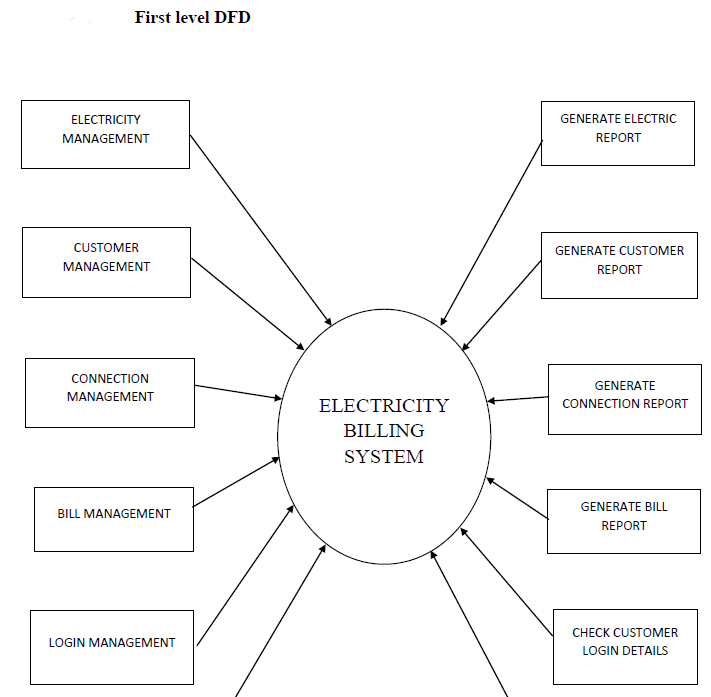 First level DFD
ELECTRICITY
MANAGEMENT
GENERATE ELECTRIC
REPORT
CUSTOMER
MANAGEMENT
GENERATE CUSTOMER
REPORT
CONNECTION
MANAGEMENT
GENERATE
CONNECTION REPORT
ELECTRICITY
BILLING
SYSTEM
BILL MANAGEMENT
GENERATE BILL
REPORT
LOGIN MANAGEMENT
CHECK CUSTOMER
LOGIN DETAILS